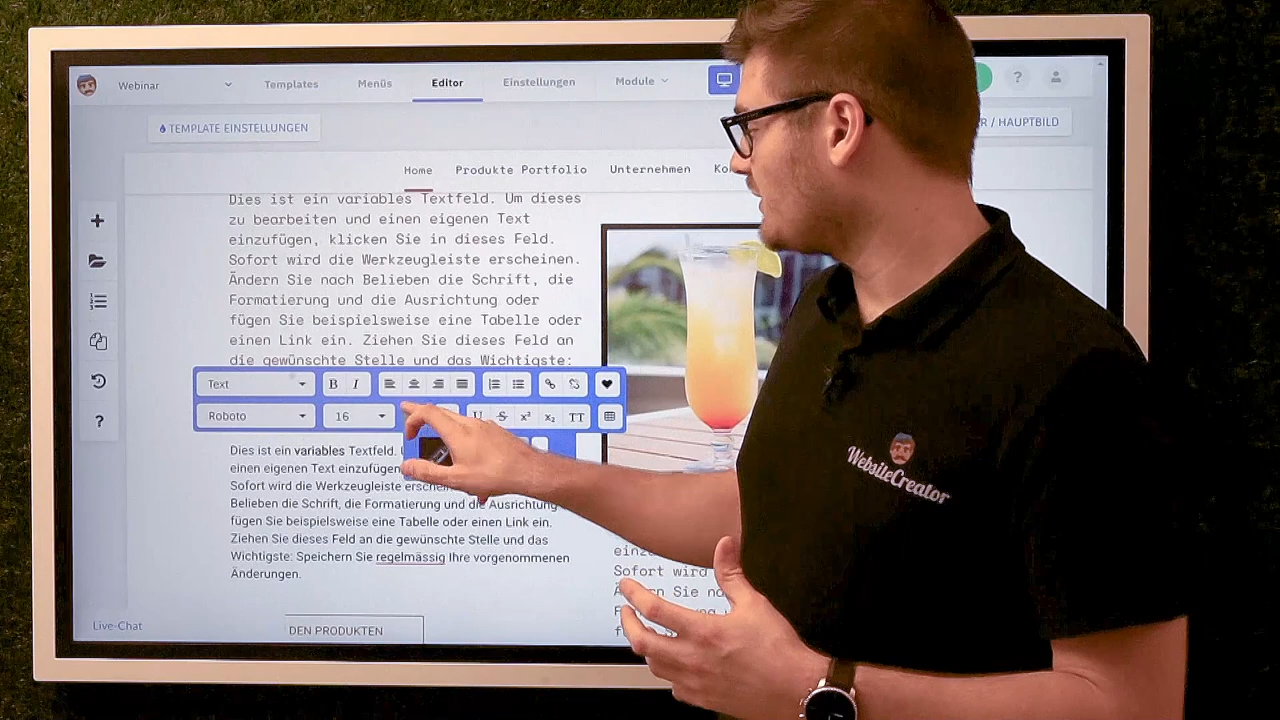 Webinar
Templates
Menüs
Editor
Einstellungen
Module
?
TEMPLATE EINSTELLUNGEN
R / HAUPTBILD
Home
Produkte Portfolio
Unternehmen
Dies ist ein variables Textfeld. Um dieses
zu bearbeiten und einen eigenen Text
einzufügen, klicken Sie in dieses Feld.
Sofort wird die Werkzeugleiste erscheinen.
Ändern Sie nach Belieben die Schrift, die
Formatierung und die Ausrichtung oder
fügen Sie beispielsweise eine Tabelle oder
einen Link ein. Ziehen Sie dieses Feld an
die gewünschte Stelle und das Wichtigste:
Text
B I
Roboto
16
U S x² x₂ TT
?
Dies ist ein variables Textfeld.
einen eigenen Text einzufügen
Sofort wird die Werkzeugleiste
Belieben die Schrift, die Formatierung und die Ausrichtung
fügen Sie beispielsweise eine Tabelle oder einen Link ein.
Ziehen Sie dieses Feld an die gewünschte Stelle und das
Wichtigste: Speichern Sie regelmässig Ihre vorgenommenen
Änderungen.
Sofort wird
Live-Chat
DEN PRODUKTEN
WebsiteCreator